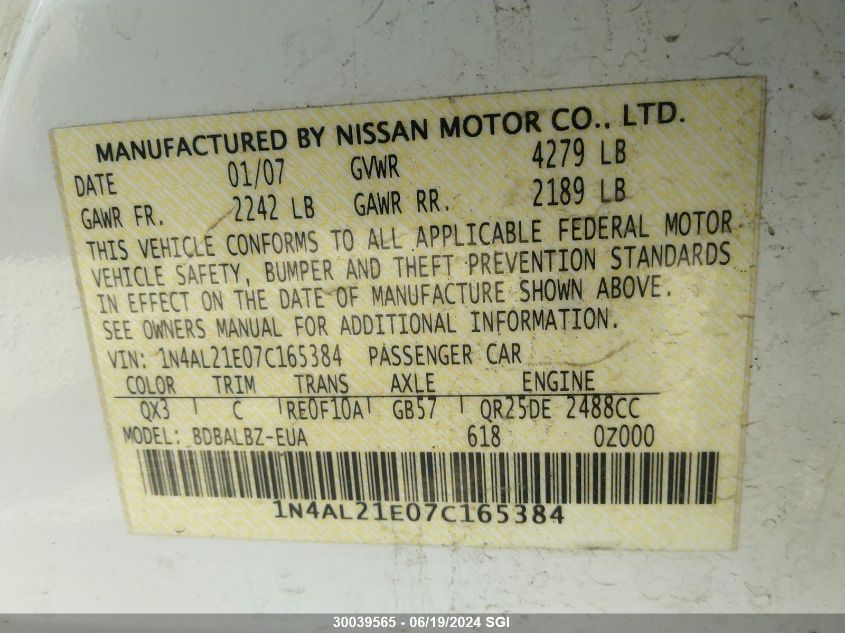 MANUFACTURED BY NISSAN MOTOR CO., LTD.
DATE 01/07 GVWR 4279 LB
GAWR FR. 2242 LB GAWR RR. 2189 LB
THIS VEHICLE CONFORMS TO ALL APPLICABLE FEDERAL MOTOR
VEHICLE SAFETY, BUMPER AND THEFT PREVENTION STANDARDS
IN EFFECT ON THE DATE OF MANUFACTURE SHOWN ABOVE.
SEE OWNERS MANUAL FOR ADDITIONAL INFORMATION.
VIN: 1N4AL21E07C165384 PASSENGER CAR
COLOR TRIM TRANS AXLE ENGINE
QX3 C RE0F10A GB57 QR25DE 2488CC
MODEL: BDBALBZ-EUA 618 0Z000
1N4AL21E07C165384
30039565 - 06/19/2024 SGI